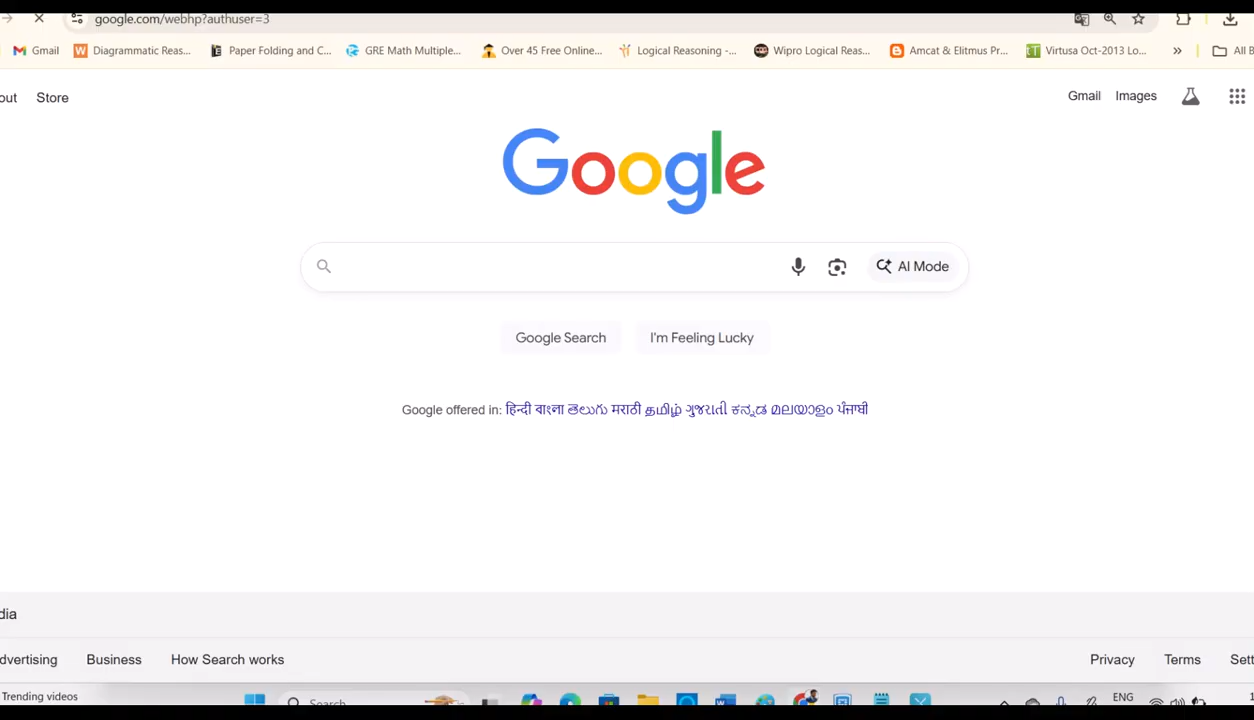 google.com/webhp?authuser=3
Gmail Diagrammatic Reas... Paper Folding and C... GRE Math Multiple... Over 45 Free Online... Logical Reasoning -... Wipro Logical Reas... Amcat & Elitmus Pr... Virtusa Oct-2013 Lo... » All B
out Store Gmail Images
Google
AI Mode
Google Search I'm Feeling Lucky
Google offered in: हिन्दी বাংলা తెలుగు मराठी தமிழ் ગુજરાતી ಕನ್ನಡ മലയാളം ਪੰਜਾਬੀ
dia
dvertising Business How Search works Privacy Terms Sett
Trending videos Search ENG